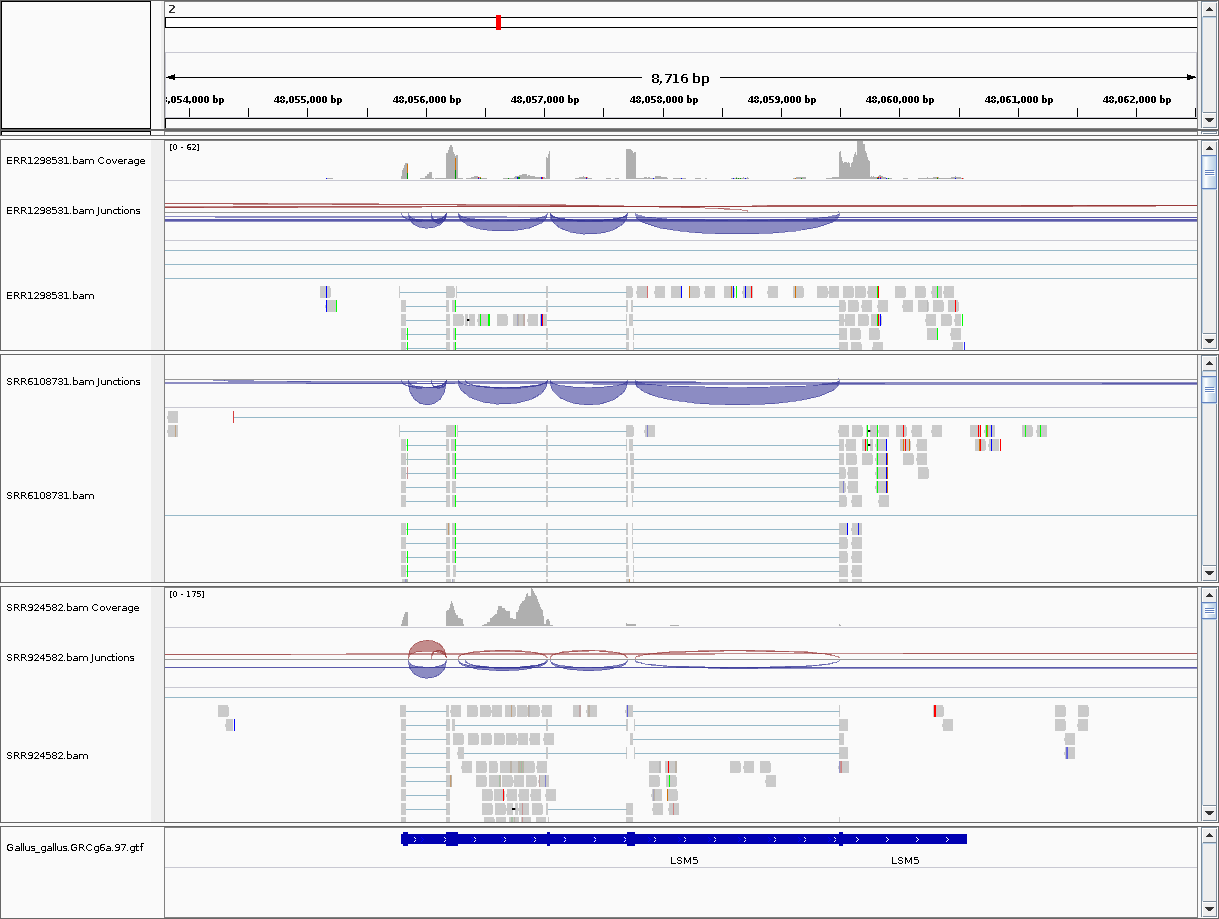 2
8,716 bp
:,054,000 bp 48,055,000 bp 48,056,000 bp 48,057,000 bp 48,058,000 bp 48,059,000 bp 48,060,000 bp 48,061,000 bp 48,062,000 bp
[0 - 62]
ERR1298531.bam Coverage
ERR1298531.bam Junctions
ERR1298531.bam
SRR6108731.bam Junctions
SRR6108731.bam
[0 - 175]
SRR924582.bam Coverage
SRR924582.bam Junctions
SRR924582.bam
Gallus_gallus.GRCg6a.97.gtf
LSM5 LSM5